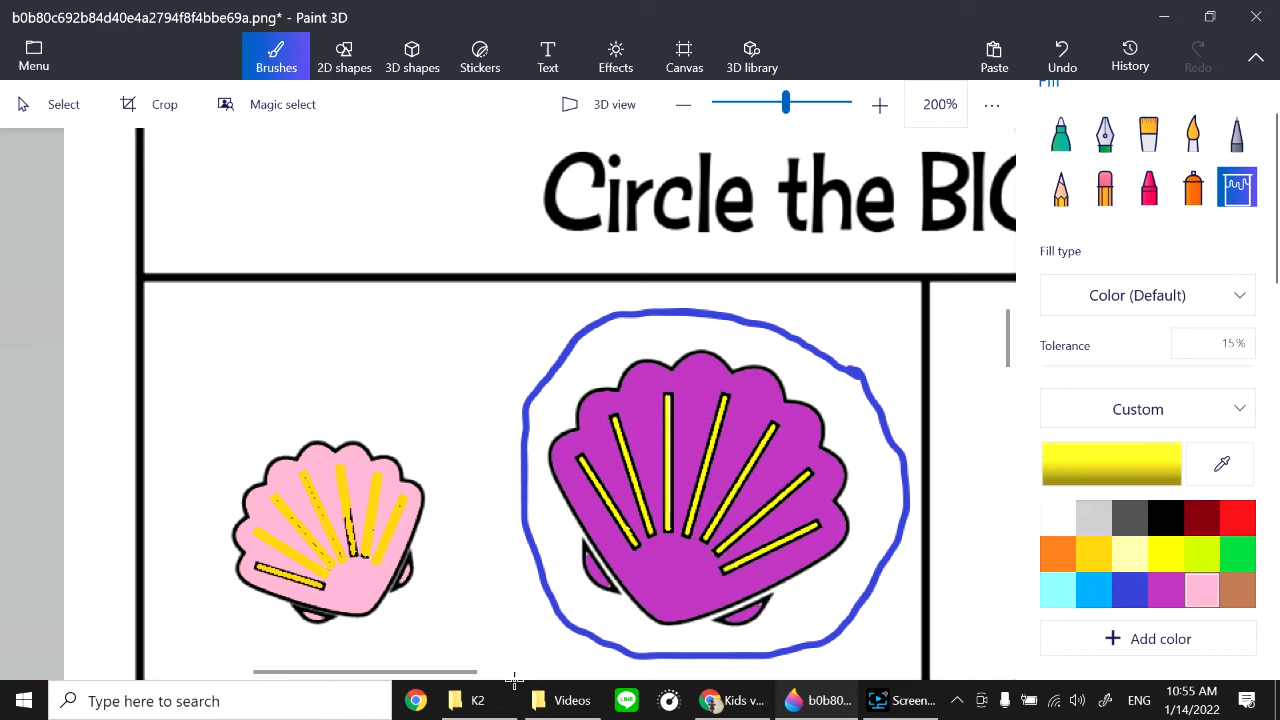 b0b80c692b84d40e4a2794f8f4bbe69a.png* - Paint 3D
Menu
Brushes
2D shapes
3D shapes
Stickers
Text
Effects
Canvas
3D library
Paste
Undo
History
Redo
Select
Crop
Magic select
3D view
200%
Fill
Circle the BI
Fill type
Color (Default)
Tolerance
15%
Custom
Add color
Type here to search
K2
Videos
Kids v...
b0b80...
Screen...
ENG
10:55 AM
1/14/2022